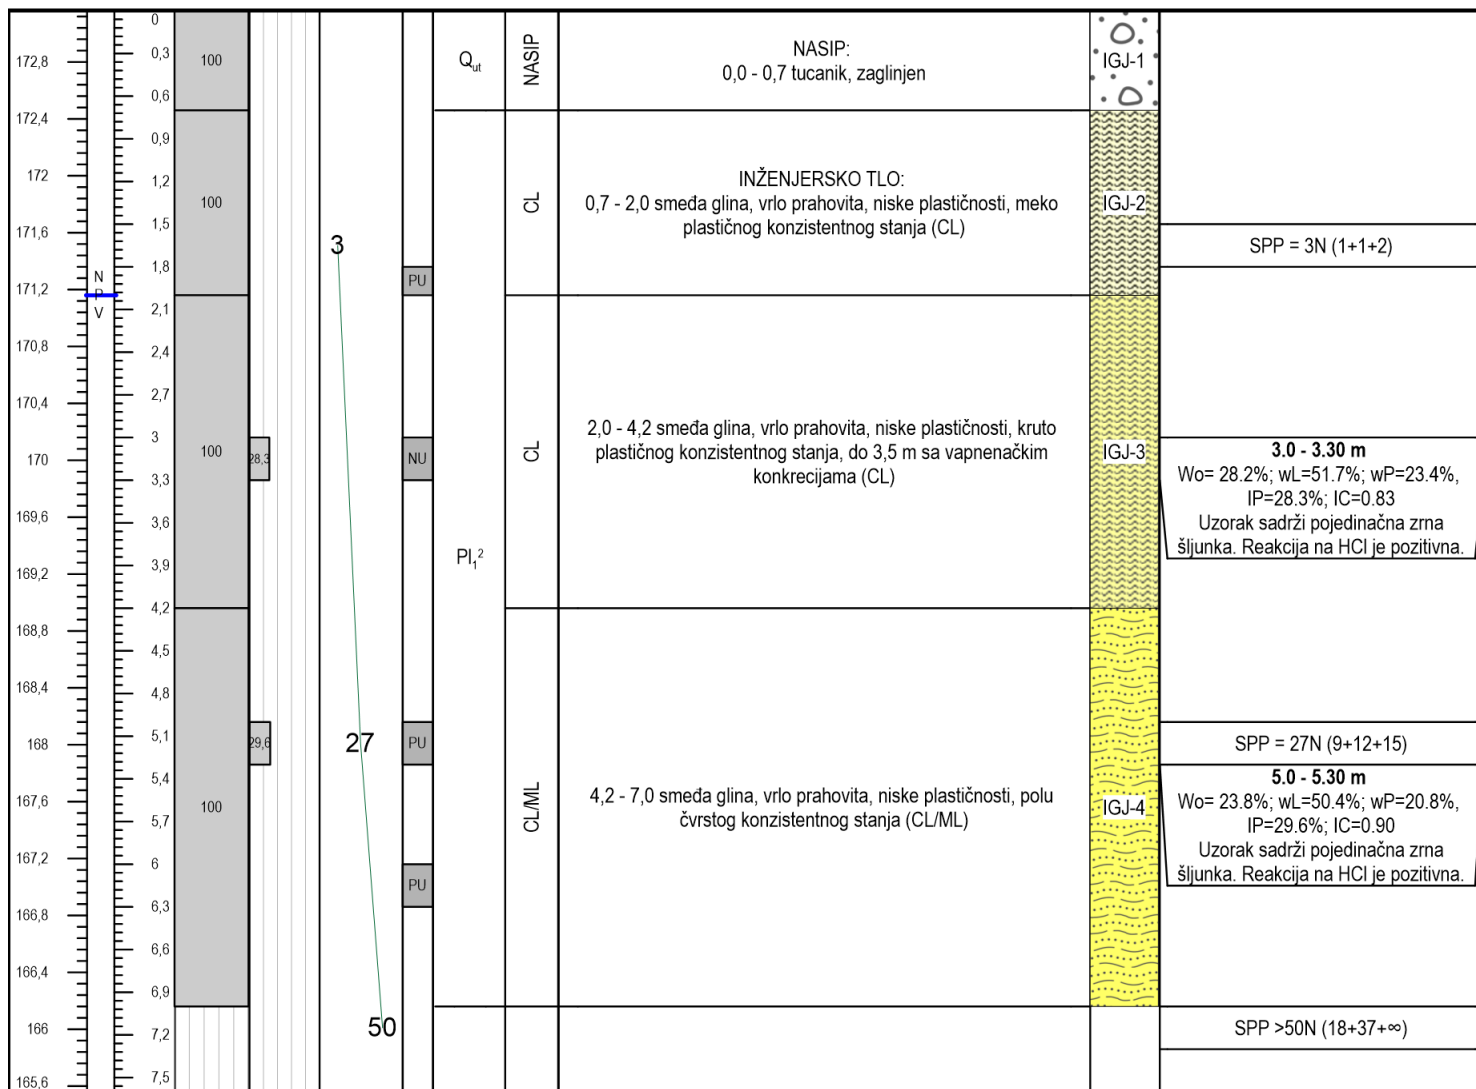 172,8
172,4
172
171,6
171,2
170,8
170,4
170
169,6
169,2
168,8
168,4
168
167,6
167,2
166,8
166,4
166
165,6
N
P
V
0
0,3
0,6
0,9
1,2
1,5
1,8
2,1
2,4
2,7
3
3,3
3,6
3,9
4,2
4,5
4,8
5,1
5,4
5,7
6
6,3
6,6
6,9
7,2
7,5
100
100
100
100
28,3
29,6
3
27
50
PU
NU
PU
PU
Qut
Pl₁²
NASIP
CL
CL
CL/ML
NASIP:
0,0 - 0,7 tucanik, zaglinjen
INŽENJERSKO TLO:
0,7 - 2,0 smeđa glina, vrlo prahovita, niske plastičnosti, meko
plastičnog konzistentnog stanja (CL)
2,0 - 4,2 smeđa glina, vrlo prahovita, niske plastičnosti, kruto
plastičnog konzistentnog stanja, do 3,5 m sa vapnenačkim
konkrecijama (CL)
4,2 - 7,0 smeđa glina, vrlo prahovita, niske plastičnosti, polu
čvrstog konzistentnog stanja (CL/ML)
IGJ-1
IGJ-2
IGJ-3
IGJ-4
SPP = 3N (1+1+2)
3.0 - 3.30 m
Wo= 28.2%; wL=51.7%; wP=23.4%,
IP=28.3%; IC=0.83
Uzorak sadrži pojedinačna zrna
šljunka. Reakcija na HCl je pozitivna.
SPP = 27N (9+12+15)
5.0 - 5.30 m
Wo= 23.8%; wL=50.4%; wP=20.8%,
IP=29.6%; IC=0.90
Uzorak sadrži pojedinačna zrna
šljunka. Reakcija na HCl je pozitivna.
SPP >50N (18+37+∞)